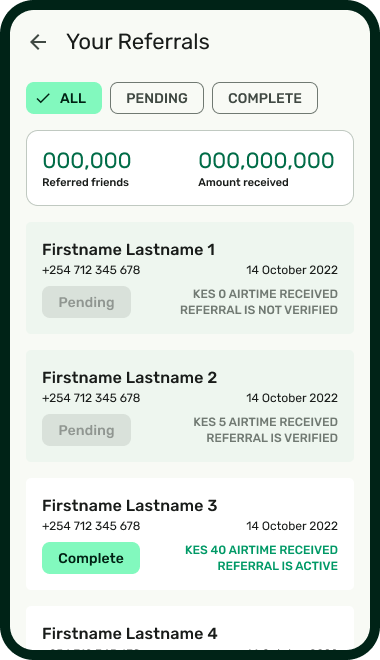 Your Referrals
ALL
PENDING
COMPLETE
000,000
000,000,000
Referred friends
Amount received
Firstname Lastname 1
+254 712 345 678
14 October 2022
Pending
KES 0 AIRTIME RECEIVED
REFERRAL IS NOT VERIFIED
Firstname Lastname 2
+254 712 345 678
14 October 2022
Pending
KES 5 AIRTIME RECEIVED
REFERRAL IS VERIFIED
Firstname Lastname 3
+254 712 345 678
14 October 2022
Complete
KES 40 AIRTIME RECEIVED
REFERRAL IS ACTIVE
Firstname Lastname 4